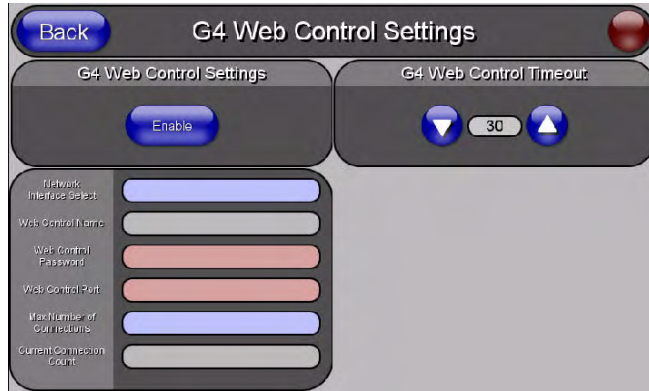 Back
G4 Web Control Settings
G4 Web Control Settings
G4 Web Control Timeout
Enable
30
Network
Interface Select
Web Control Name
Web Control
Password
Web Control Port
Max Number of
Connections
Current Connection
Count